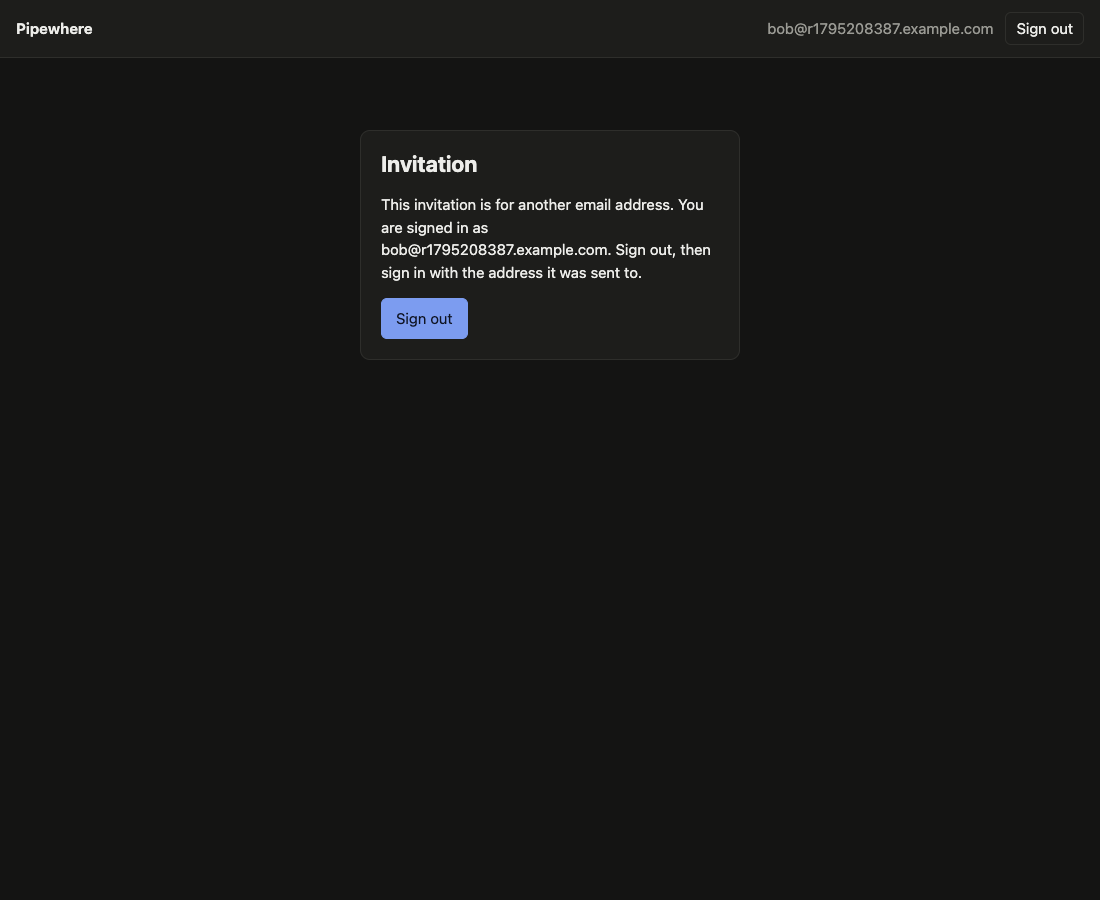 Pipewhere
bob@r1795208387.example.com
Sign out
Invitation
This invitation is for another email address. You
are signed in as
bob@r1795208387.example.com. Sign out, then
sign in with the address it was sent to.
Sign out